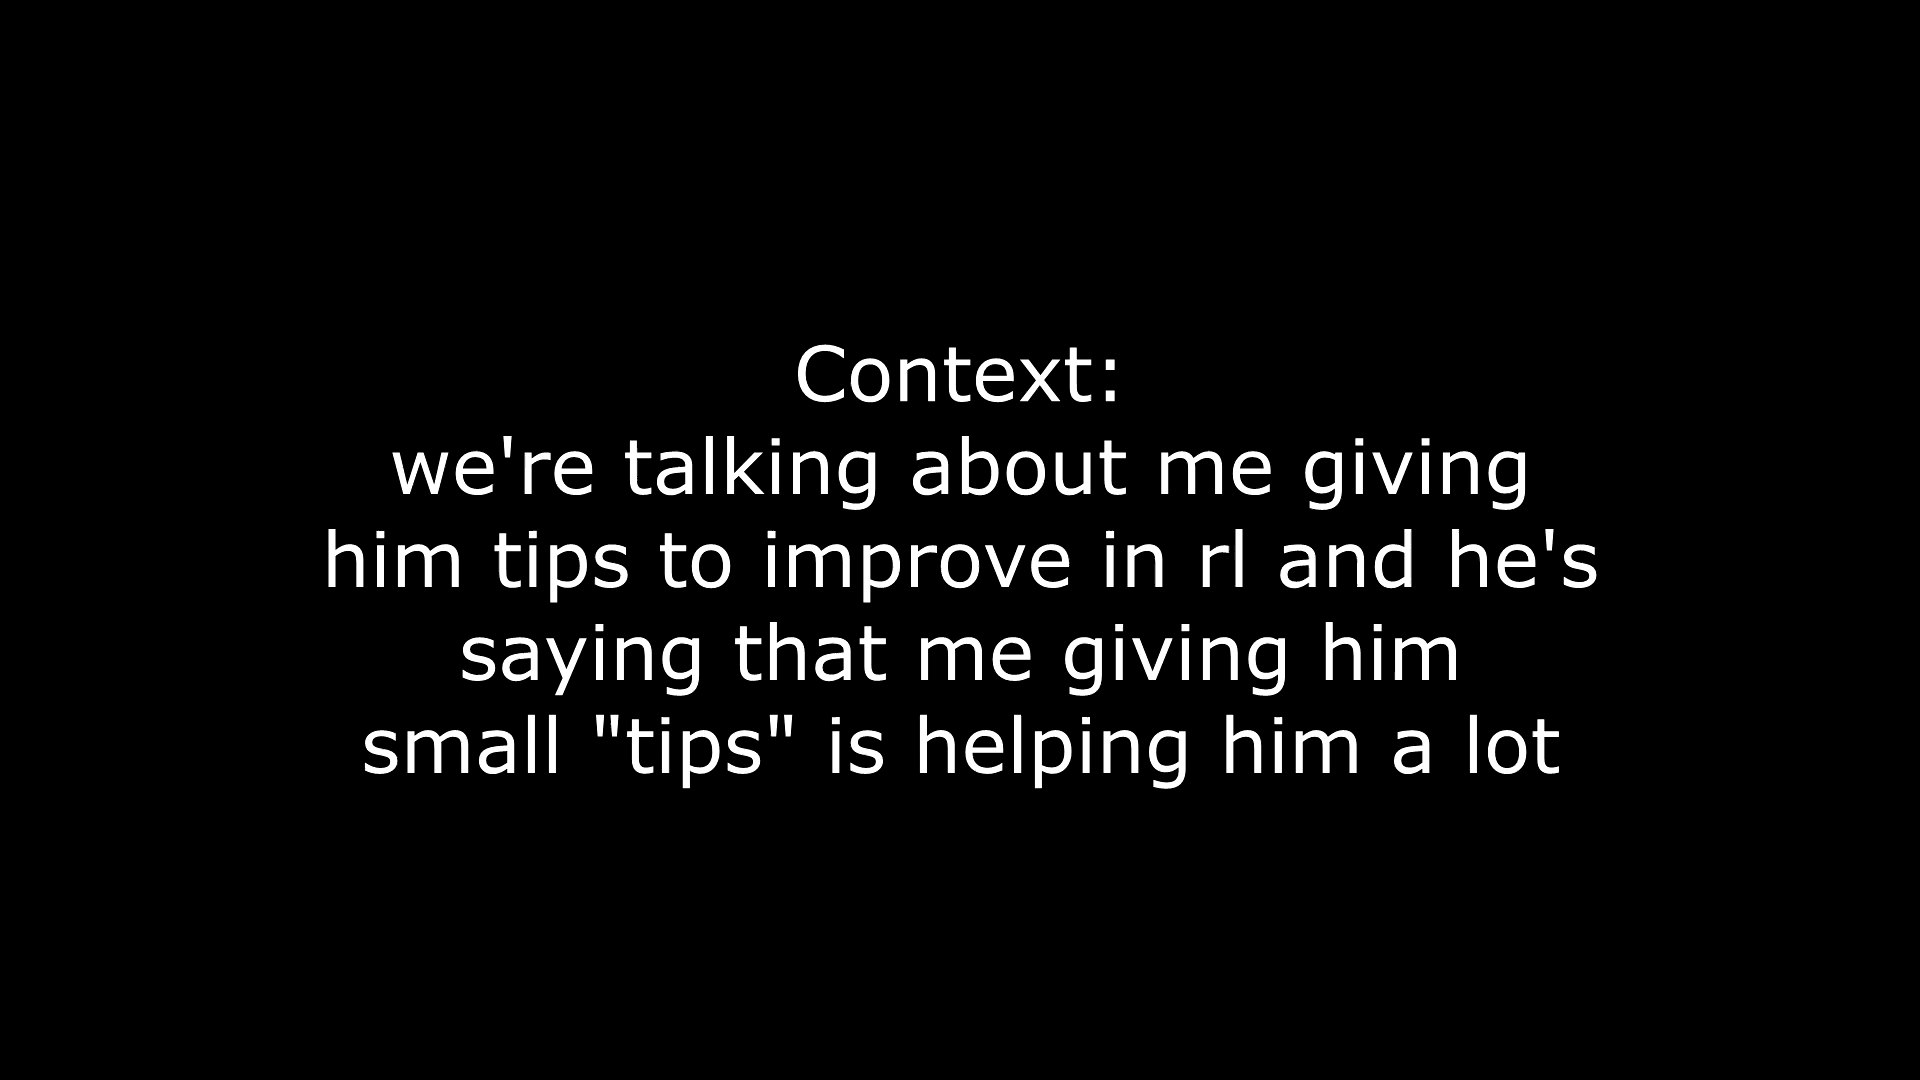 Context:
we're talking about me giving
him tips to improve in rl and he's
saying that me giving him
small "tips" is helping him a lot